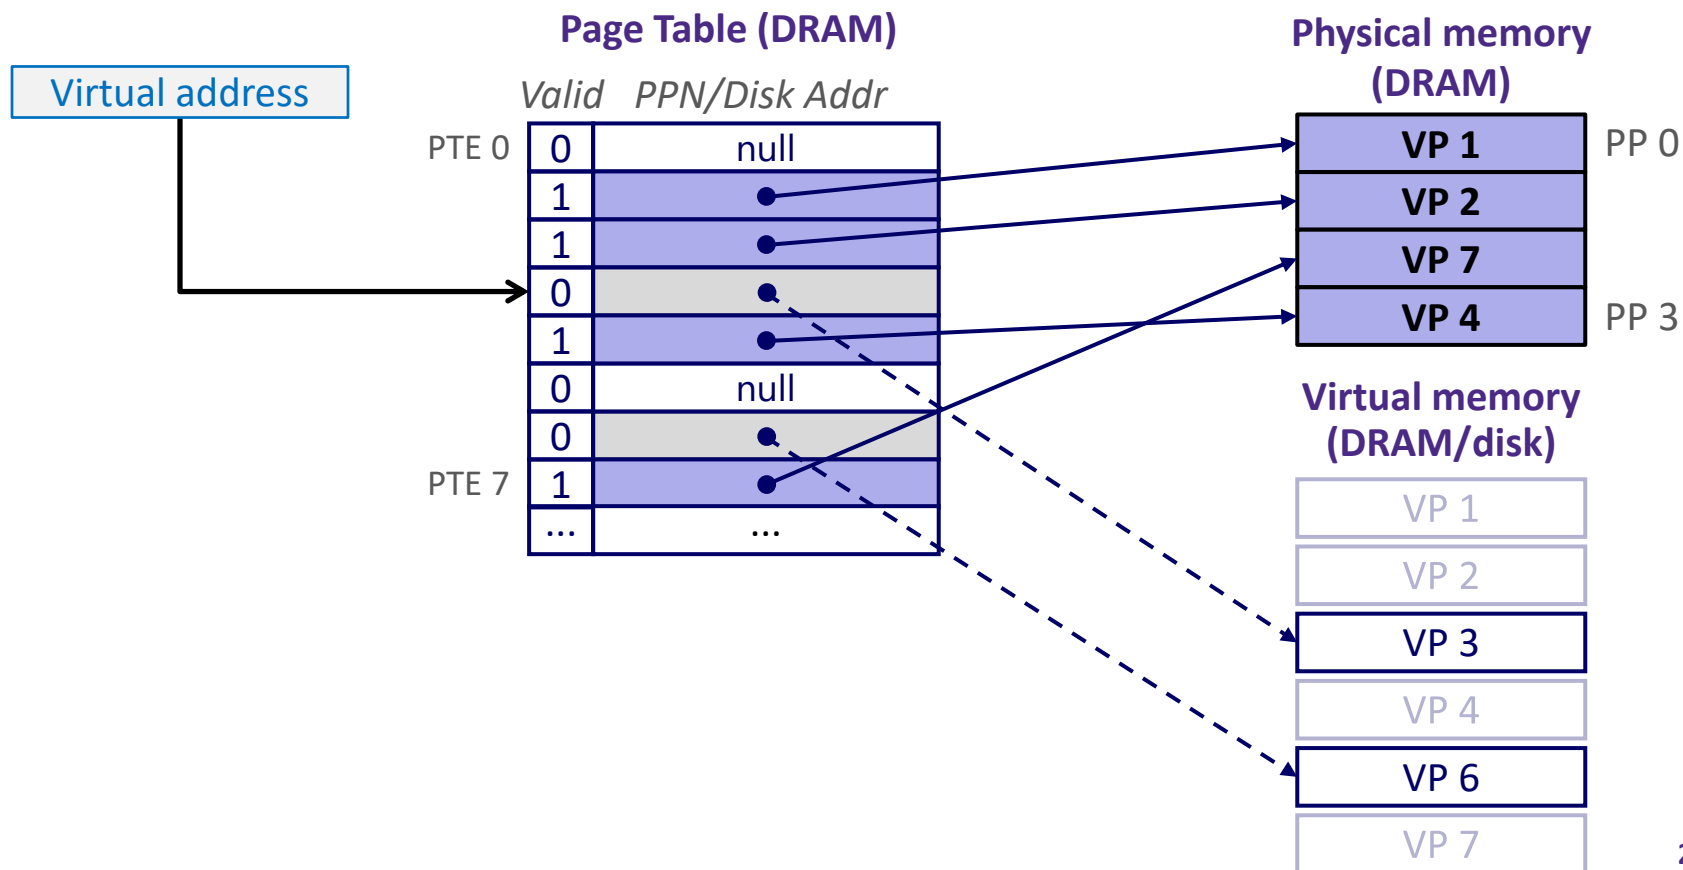 Page Table (DRAM)
Physical memory
(DRAM)
Virtual address
Valid PPN/Disk Addr
PTE 0 0 null
1
1
0
1
0 null
0
PTE 7 1
... ...
VP 1 PP 0
VP 2
VP 7
VP 4 PP 3
Virtual memory
(DRAM/disk)
VP 1
VP 2
VP 3
VP 4
VP 6
VP 7